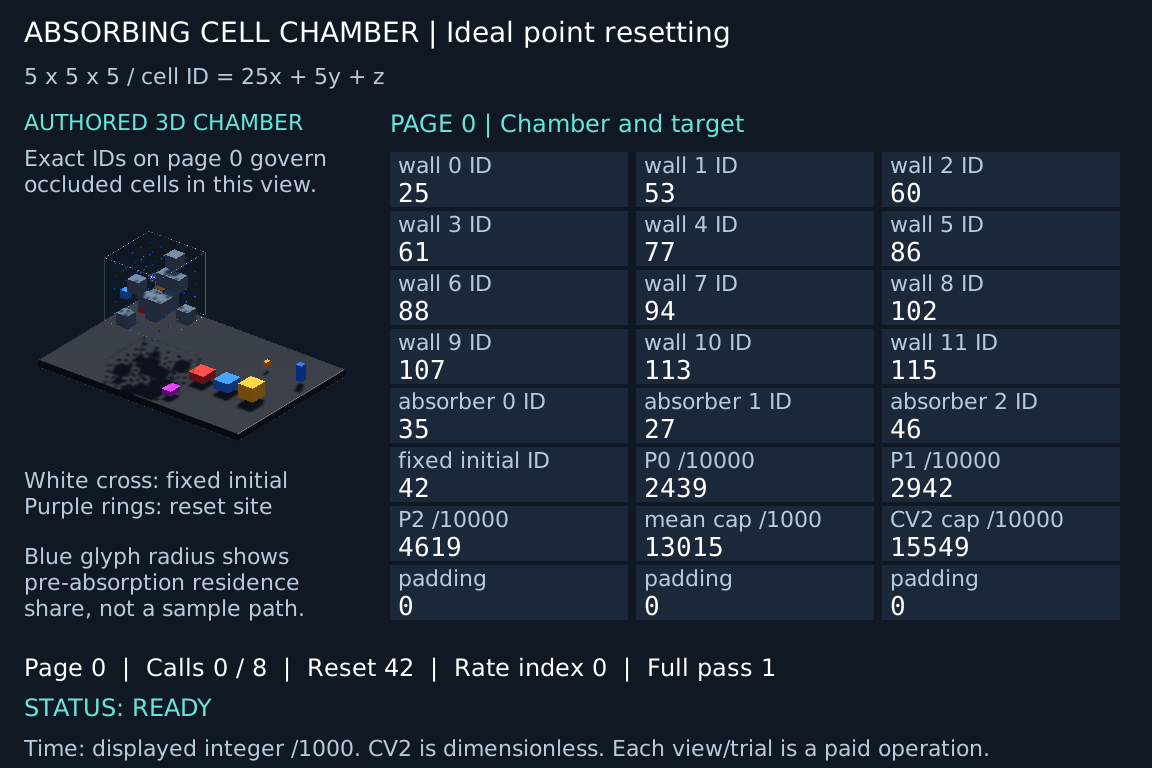 ABSORBING CELL CHAMBER | Ideal point resetting
5 x 5 x 5 / cell ID = 25x + 5y + z
AUTHORED 3D CHAMBER
Exact IDs on page 0 govern
occluded cells in this view.
White cross: fixed initial
Purple rings: reset site
Blue glyph radius shows
pre-absorption residence
share, not a sample path.
PAGE 0 | Chamber and target
wall 0 ID
25
wall 1 ID
53
wall 2 ID
60
wall 3 ID
61
wall 4 ID
77
wall 5 ID
86
wall 6 ID
88
wall 7 ID
94
wall 8 ID
102
wall 9 ID
107
wall 10 ID
113
wall 11 ID
115
absorber 0 ID
35
absorber 1 ID
27
absorber 2 ID
46
fixed initial ID
42
P0 /10000
2439
P1 /10000
2942
P2 /10000
4619
mean cap /1000
13015
CV2 cap /10000
15549
padding
0
padding
0
padding
0
Page 0 | Calls 0 / 8 | Reset 42 | Rate index 0 | Full pass 1
STATUS: READY
Time: displayed integer /1000. CV2 is dimensionless. Each view/trial is a paid operation.